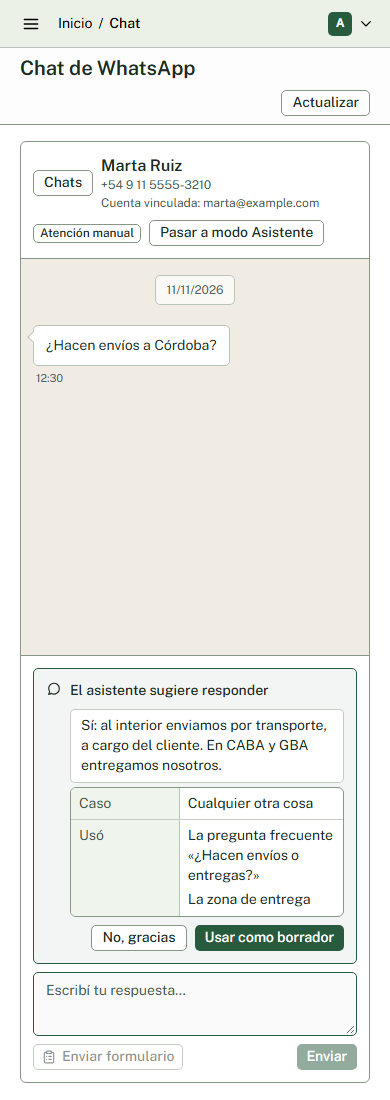 Inicio / Chat
A
Chat de WhatsApp
Actualizar
Chats
Marta Ruiz
+54 9 11 5555-3210
Cuenta vinculada: marta@example.com
Atención manual
Pasar a modo Asistente
11/11/2026
¿Hacen envíos a Córdoba?
12:30
El asistente sugiere responder
Sí: al interior enviamos por transporte,
a cargo del cliente. En CABA y GBA
entregamos nosotros.
Caso
Cualquier otra cosa
Usó
La pregunta frecuente
«¿Hacen envíos o
entregas?»
La zona de entrega
No, gracias
Usar como borrador
Escribí tu respuesta...
Enviar formulario
Enviar